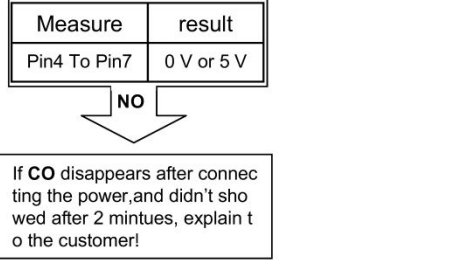 Measure result
Pin4 To Pin7 0 V or 5 V
NO
If CO disappears after connec
ting the power,and didn't sho
wed after 2 mintues, explain t
o the customer!